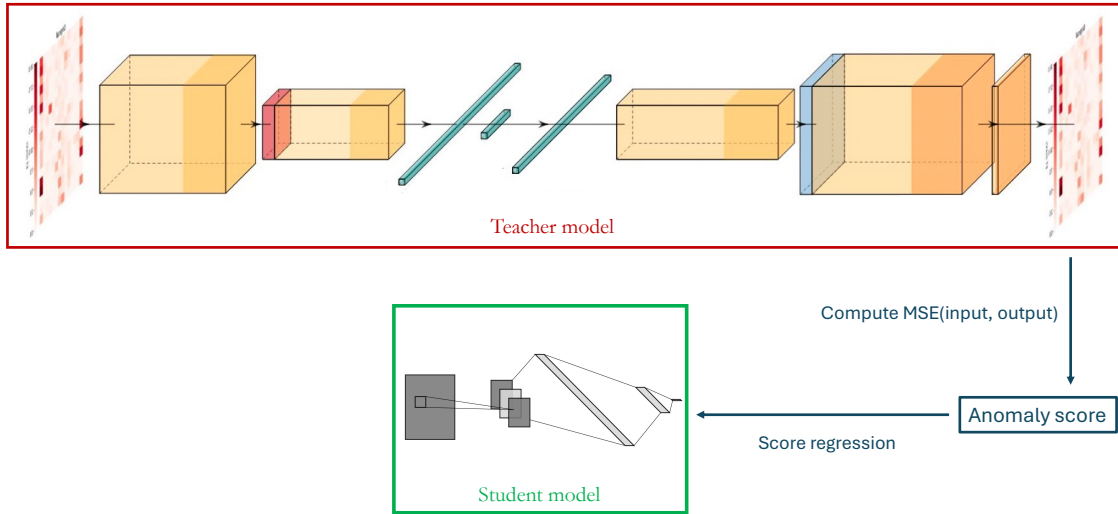 Teacher model
Compute MSE(input, output)
Anomaly score
Score regression
Student model